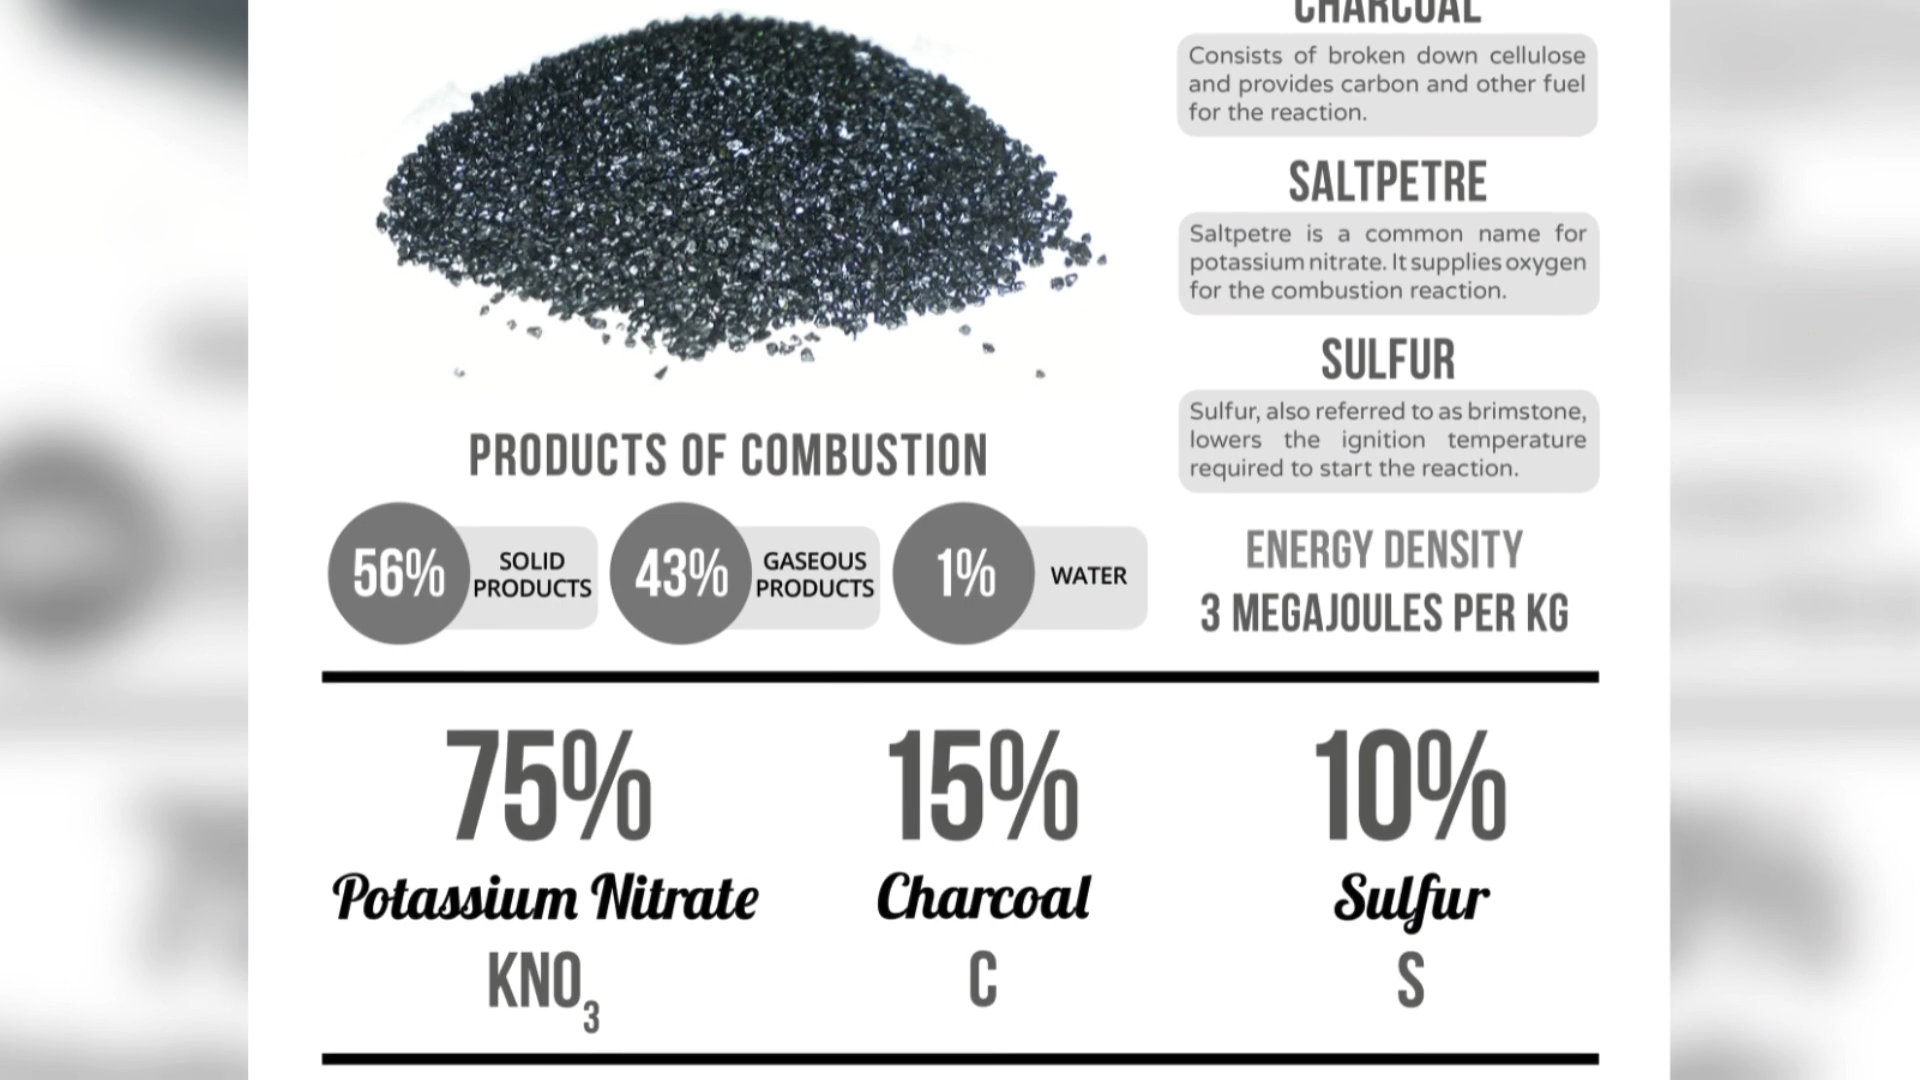 CHARCOAL
Consists of broken down cellulose
and provides carbon and other fuel
for the reaction.
SALTPETRE
Saltpetre is a common name for
potassium nitrate. It supplies oxygen
for the combustion reaction.
SULFUR
Sulfur, also referred to as brimstone,
lowers the ignition temperature
required to start the reaction.
PRODUCTS OF COMBUSTION
56% SOLID
PRODUCTS
43% GASEOUS
PRODUCTS
1% WATER
ENERGY DENSITY
3 MEGAJOULES PER KG
75%
Potassium Nitrate
KNO₃
15%
Charcoal
C
10%
Sulfur
S